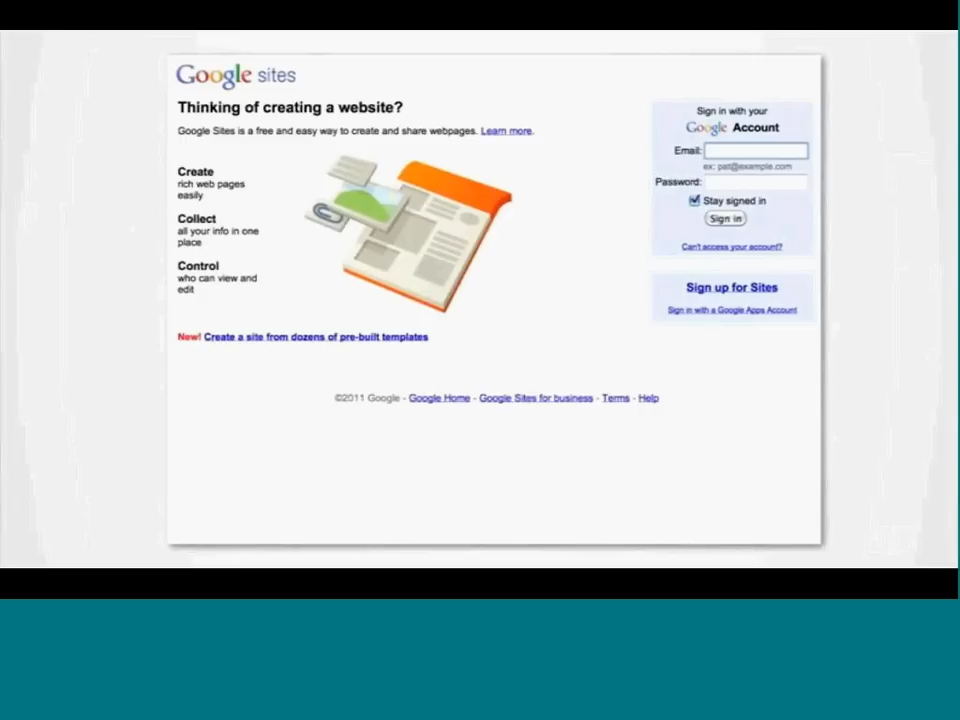 Google sites
Thinking of creating a website?
Google Sites is a free and easy way to create and share webpages. Learn more.
Create
rich web pages
easily
Collect
all your info in one
place
Control
who can view and
edit
New! Create a site from dozens of pre-built templates
Sign in with your
Google Account
Email:
ex: pat@example.com
Password:
Stay signed in
Sign in
Can't access your account?
Sign up for Sites
Sign in with a Google Apps Account
©2011 Google - Google Home - Google Sites for business - Terms - Help